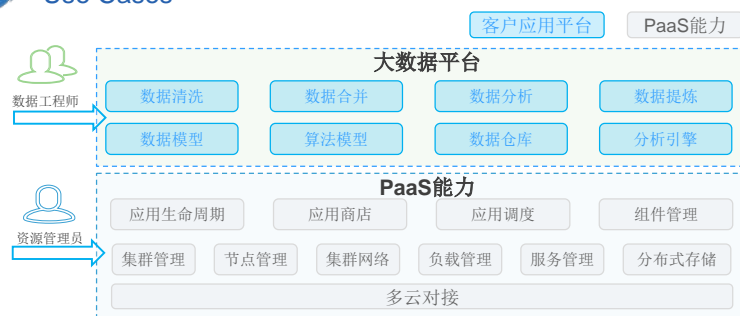 Use Cases
客户应用平台 PaaS能力
大数据平台
数据工程师
数据清洗 数据合并 数据分析 数据提炼
数据模型 算法模型 数据仓库 分析引擎
PaaS能力
资源管理员
应用生命周期 应用商店 应用调度 组件管理
集群管理 节点管理 集群网络 负载管理 服务管理 分布式存储
多云对接